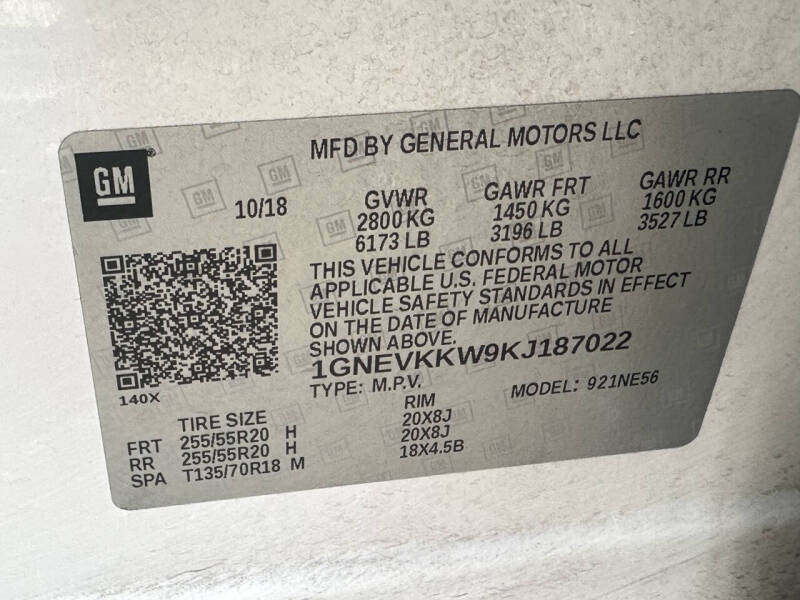 GM
MFD BY GENERAL MOTORS LLC
10/18
GVWR GAWR FRT GAWR RR
2800 KG 1450 KG 1600 KG
6173 LB 3196 LB 3527 LB
THIS VEHICLE CONFORMS TO ALL
APPLICABLE U.S. FEDERAL MOTOR
VEHICLE SAFETY STANDARDS IN EFFECT
ON THE DATE OF MANUFACTURE
SHOWN ABOVE.
1GNEVKKW9KJ187022
TYPE: M.P.V. MODEL: 921NE56
140X
TIRE SIZE RIM
FRT 255/55R20 H 20X8J
RR 255/55R20 H 20X8J
SPA T135/70R18 M 18X4.5B